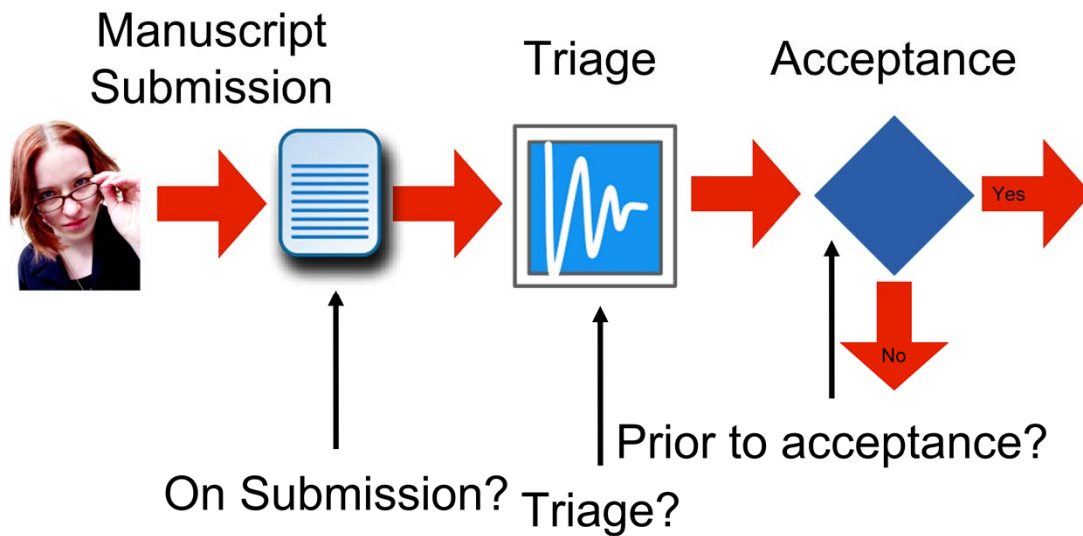 Manuscript
Submission
Triage
Acceptance
Yes
No
Prior to acceptance?
On Submission?
Triage?